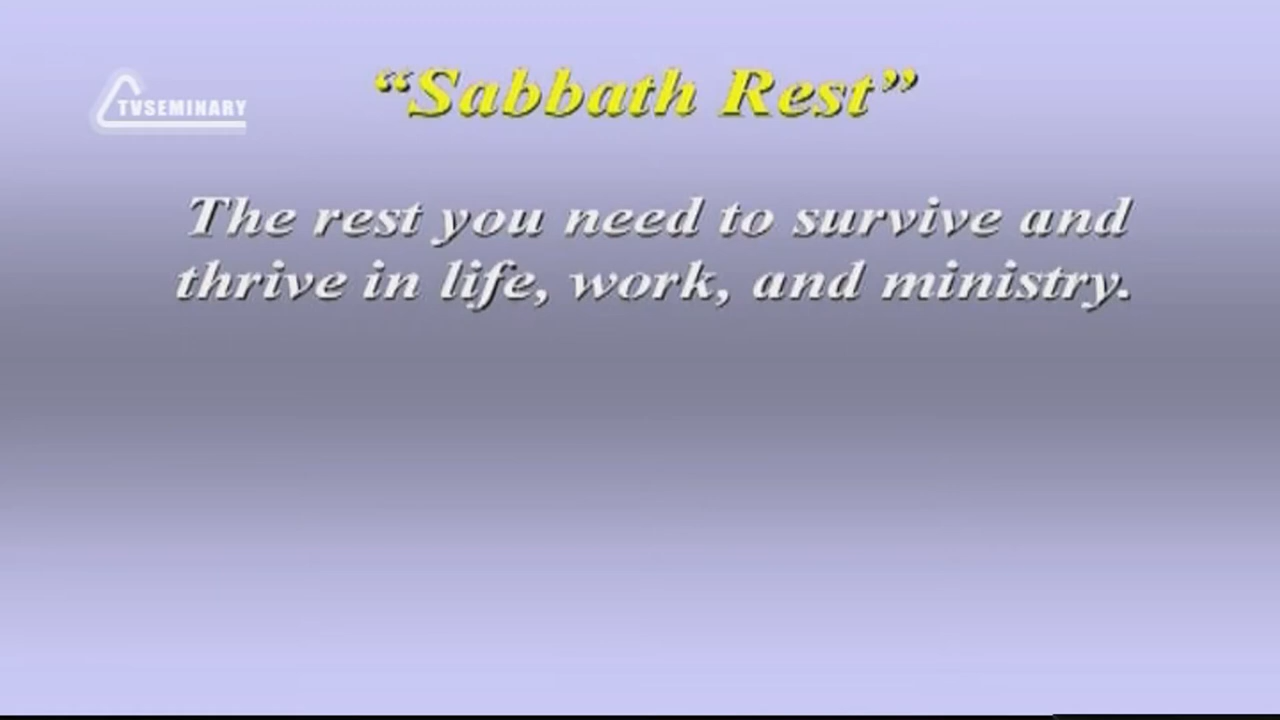 “Sabbath Rest”
TVSEMINARY
The rest you need to survive and
thrive in life, work, and ministry.